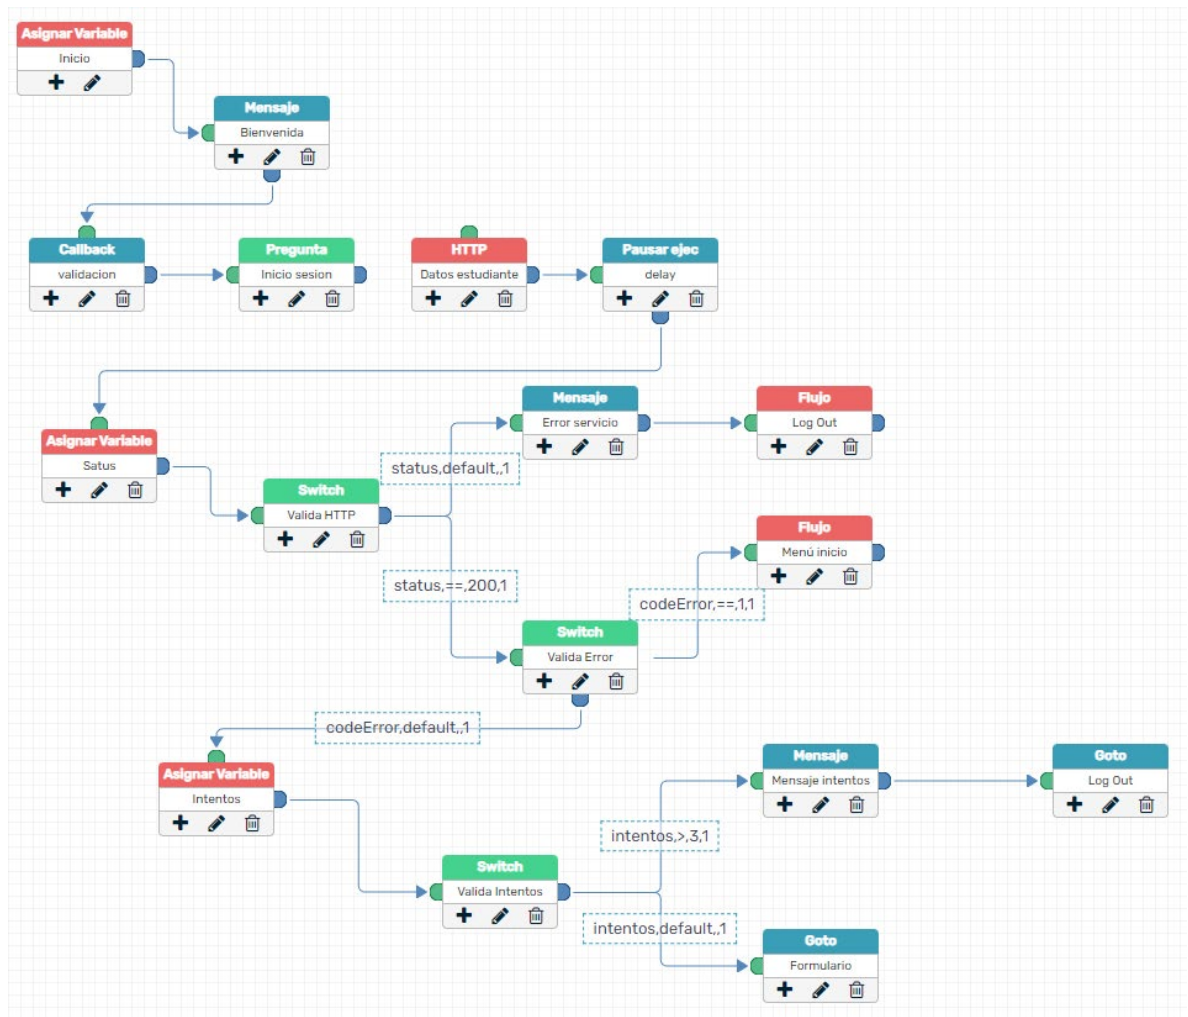 Asignar Variable
Inicio
Mensaje
Bienvenida
Callback
validacion
Pregunta
Inicio sesion
HTTP
Datos estudiante
Pausar ejec
delay
Mensaje
Error servicio
Flujo
Log Out
Asignar Variable
Satus
status,default,,1
Switch
Valida HTTP
Flujo
Menú inicio
status,==,200,1
codeError,==,1,1
Switch
Valida Error
codeError,default,,1
Asignar Variable
Intentos
Mensaje
Mensaje intentos
Goto
Log Out
intentos,>,3,1
Switch
Valida Intentos
intentos,default,,1
Goto
Formulario